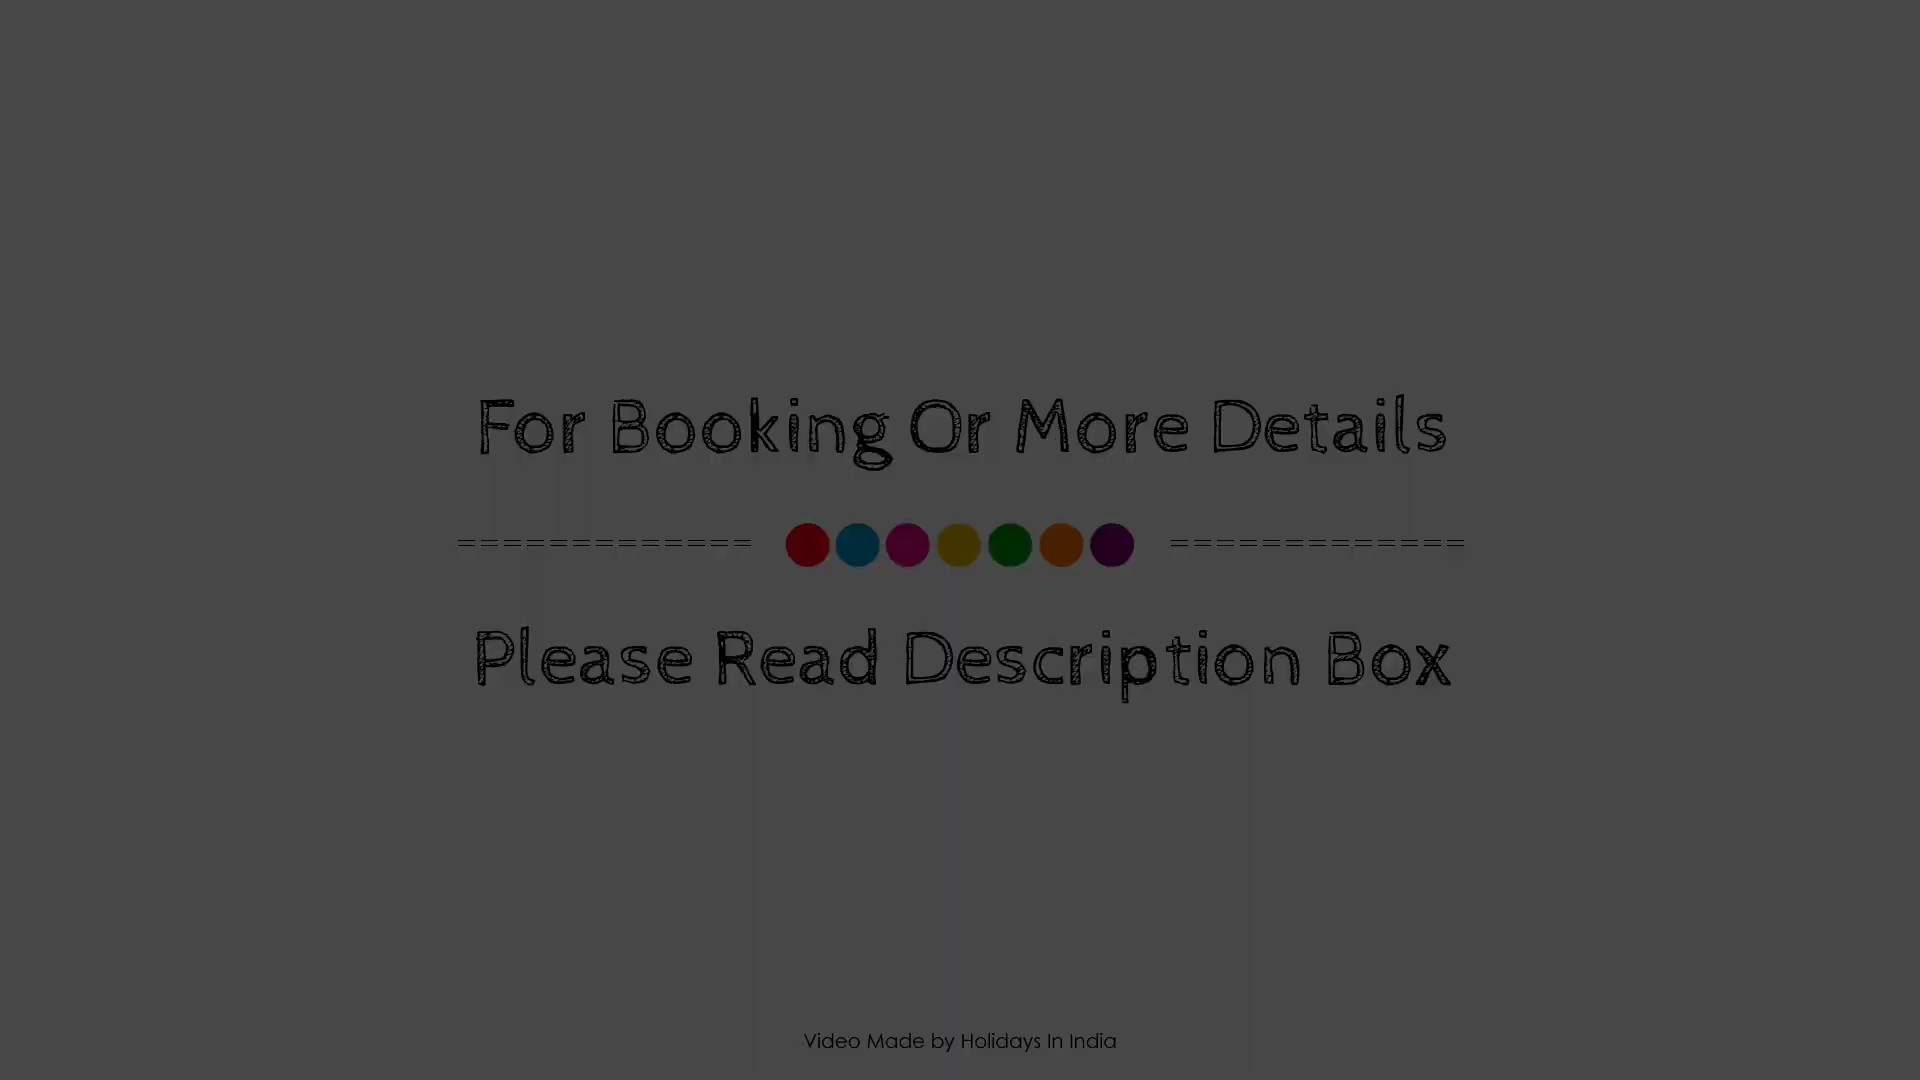 For Booking Or More Details
============= =============
Please Read Description Box
Video Made by Holidays In India